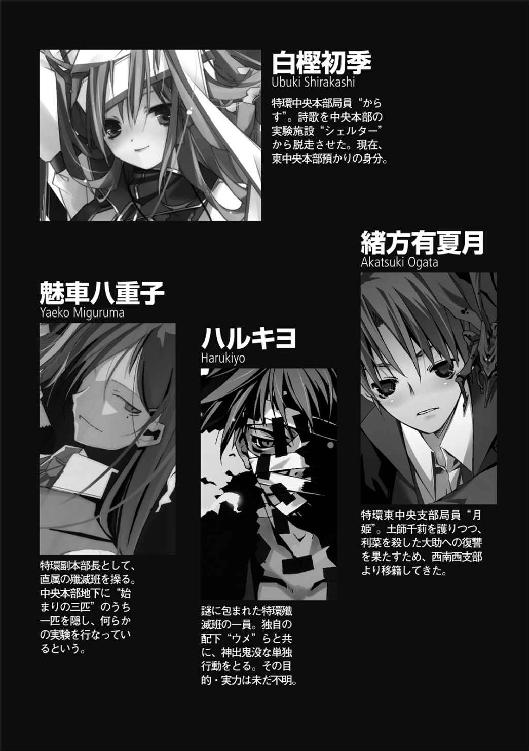 白樫初季
Ubuki Shirakashi
特環中央本部局員“から
す”。詩歌を中央本部の
実験施設“シェルター”
から脱走させた。現在、
東中央本部預かりの身分。
緒方有夏月
Akatsuki Ogata
特環東中央支部局員“月
姫”。土師千莉を護りつつ、
利菜を殺した大助への復讐
を果たすため、西南西支部
より移籍してきた。
魅車八重子
Yaeko Miguruma
特環副本部長として、
直属の殲滅班を操る。
中央本部地下に“始
まりの三匹”のうち
一匹を隠し、何らか
の実験を行なってい
るという。
ハルキヨ
Harukiyo
謎に包まれた特環殲
滅班の一員。独自の
配下“ウメ”らと共
に、神出鬼没な単独
行動をとる。その目
的・実力は未だ不明。